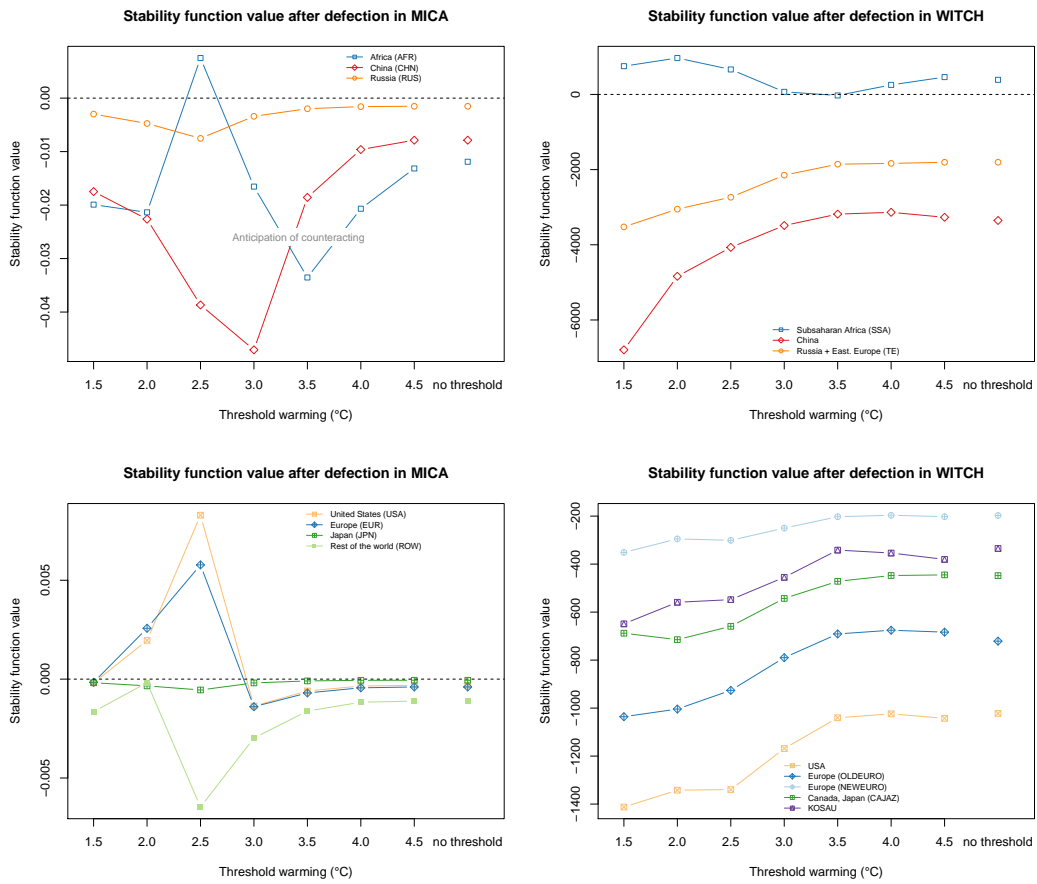 Stability function value after defection in MICA
Africa (AFR)
China (CHN)
Russia (RUS)
Stability function value
0.00
−0.01
−0.02
−0.03
−0.04
Anticipation of counteracting
1.5 2.0 2.5 3.0 3.5 4.0 4.5 no threshold
Threshold warming (°C)
Stability function value after defection in WITCH
Stability function value
0
−2000
−4000
−6000
Subsaharan Africa (SSA)
China
Russia + East. Europe (TE)
1.5 2.0 2.5 3.0 3.5 4.0 4.5 no threshold
Threshold warming (°C)
Stability function value after defection in MICA
United States (USA)
Europe (EUR)
Japan (JPN)
Rest of the world (ROW)
Stability function value
0.005
0.000
−0.005
1.5 2.0 2.5 3.0 3.5 4.0 4.5 no threshold
Threshold warming (°C)
Stability function value after defection in WITCH
Stability function value
−200
−400
−600
−800
−1000
−1200
−1400
USA
Europe (OLDEURO)
Europe (NEWEURO)
Canada, Japan (CAJAZ)
KOSAU
1.5 2.0 2.5 3.0 3.5 4.0 4.5 no threshold
Threshold warming (°C)